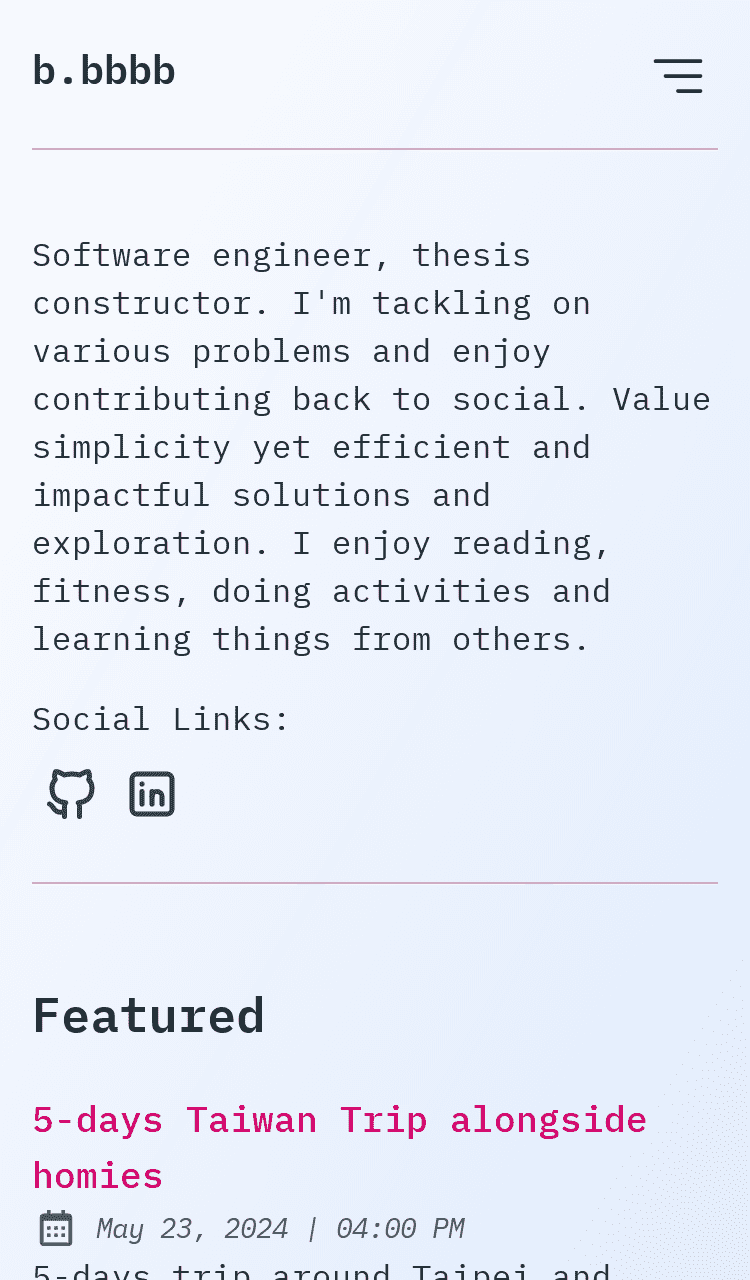 b.bbbb
Software engineer, thesis
constructor. I'm tackling on
various problems and enjoy
contributing back to social. Value
simplicity yet efficient and
impactful solutions and
exploration. I enjoy reading,
fitness, doing activities and
learning things from others.
Social Links:
in
Featured
5-days Taiwan Trip alongside
homies
May 23, 2024 | 04:00 PM
5-days trip around Taipei and